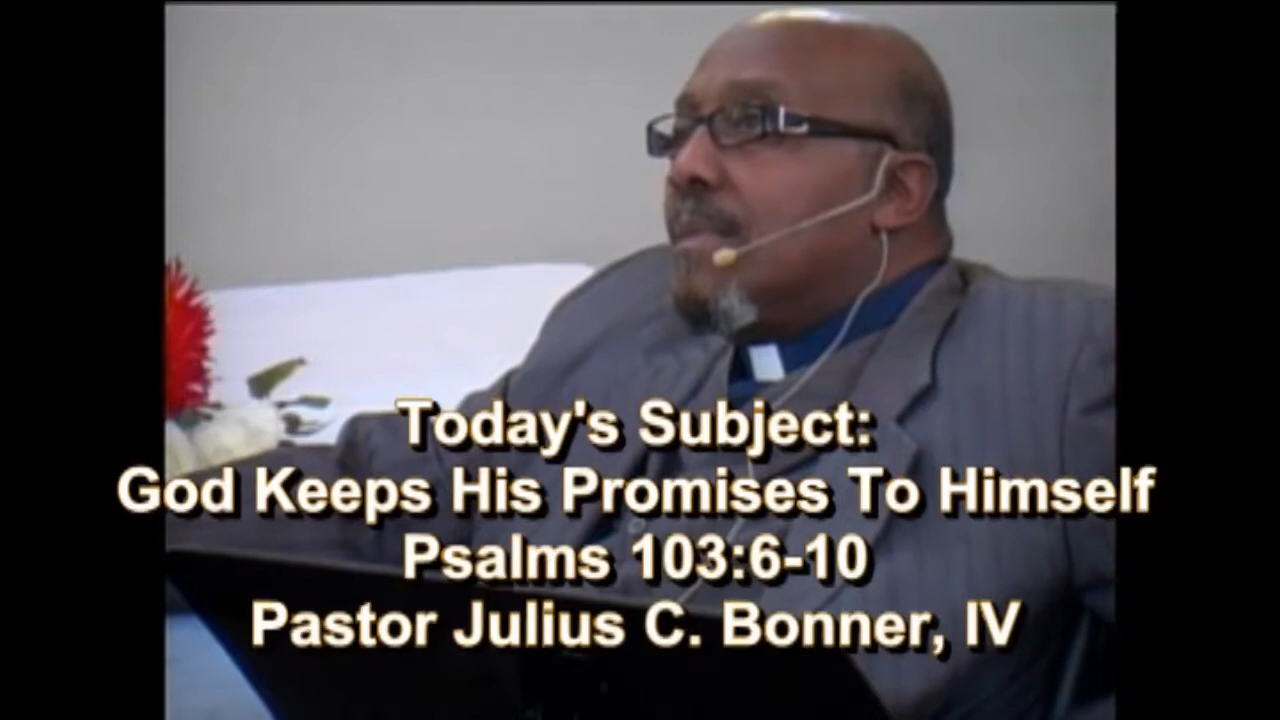 Today's Subject:
God Keeps His Promises To Himself
Psalms 103:6-10
Pastor Julius C. Bonner, IV